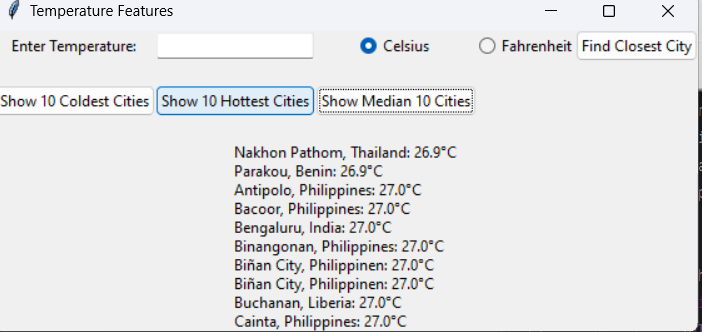 Temperature Features
Enter Temperature: Celsius Fahrenheit Find Closest City
Show 10 Coldest Cities Show 10 Hottest Cities Show Median 10 Cities
Nakhon Pathom, Thailand: 26.9°C
Parakou, Benin: 26.9°C
Antipolo, Philippines: 27.0°C
Bacoor, Philippines: 27.0°C
Bengaluru, India: 27.0°C
Binangonan, Philippines: 27.0°C
Biñan City, Philippinen: 27.0°C
Biñan City, Philippinen: 27.0°C
Buchanan, Liberia: 27.0°C
Cainta, Philippines: 27.0°C